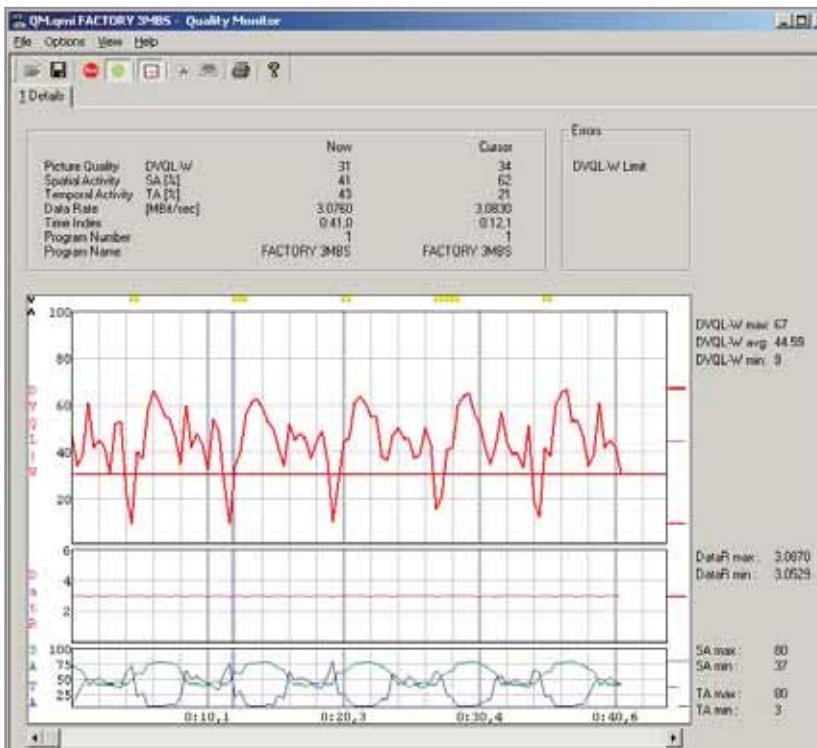 QM.qmi FACTORY 3MBS - Quality Monitor
File Options View Help
1 Details
Now Cursor
Picture Quality DVQL-W 31 34
Spatial Activity SA [%] 41 62
Temporal Activity TA [%] 43 21
Data Rate [MBit/sec] 3.0760 3.0830
Time Index 0:41,0 0:12,1
Program Number 1 1
Program Name FACTORY 3MBS FACTORY 3MBS
Errors
DVQL-W Limit
100
80
60
40
20
DVQL-W max: 67
DVQL-W avg: 44.59
DVQL-W min: 9
6
4
2
DataR max: 3.0870
DataR min: 3.0529
100
75
50
25
SA
TA
SA max: 80
SA min: 37
TA max: 80
TA min: 3
0:10,1 0:20,3 0:30,4 0:40,6